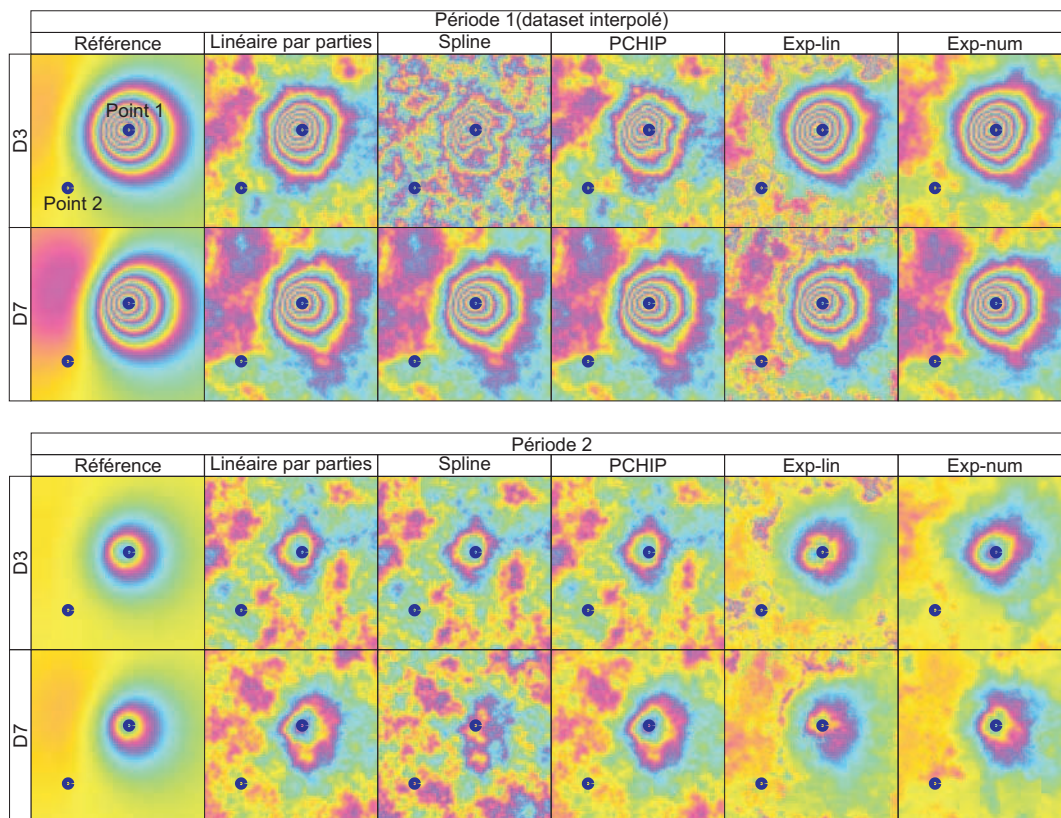 Période 1(dataset interpolé)
Référence Linéaire par parties Spline PCHIP Exp-lin Exp-num
D3
Point 1
Point 2
D7
Période 2
Référence Linéaire par parties Spline PCHIP Exp-lin Exp-num
D3
D7